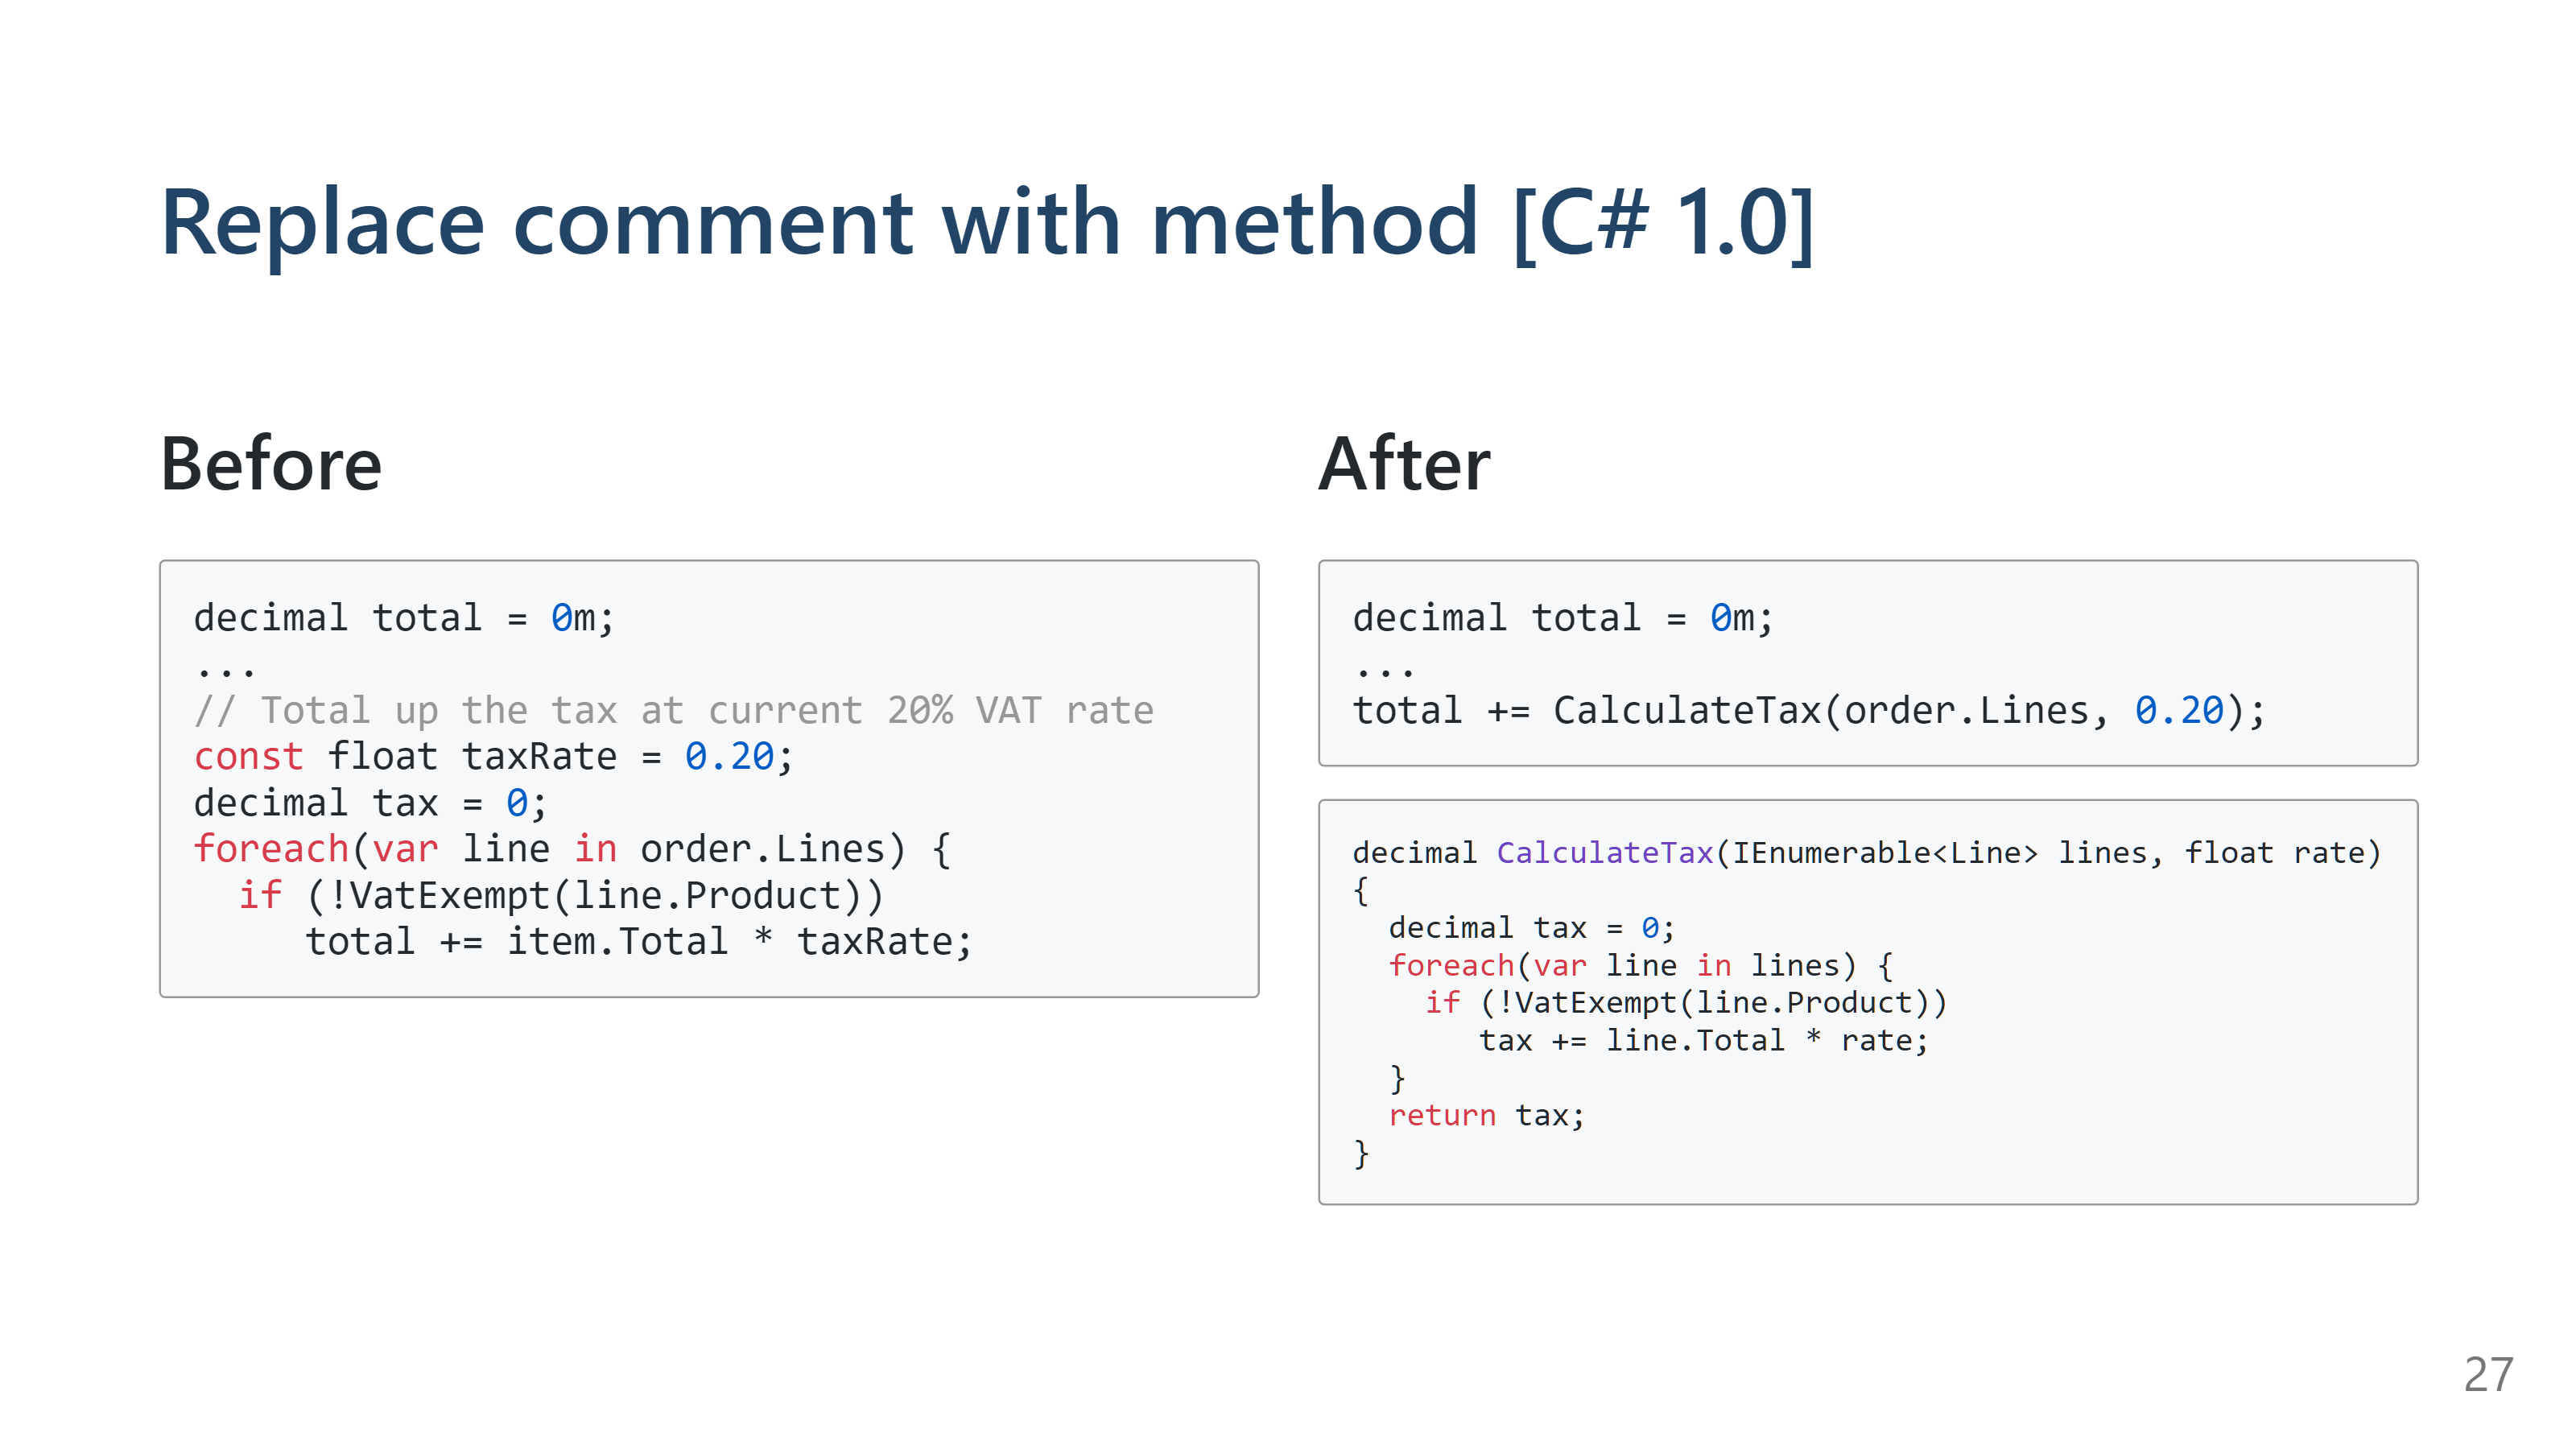 Replace comment with method [C# 1.0]
Before
decimal total = 0m;
...
// Total up the tax at current 20% VAT rate
const float taxRate = 0.20;
decimal tax = 0;
foreach(var line in order.Lines) {
  if (!VatExempt(line.Product))
     total += item.Total * taxRate;
After
decimal total = 0m;
...
total += CalculateTax(order.Lines, 0.20);
decimal CalculateTax(IEnumerable<Line> lines, float rate)
{
  decimal tax = 0;
  foreach(var line in lines) {
    if (!VatExempt(line.Product))
       tax += line.Total * rate;
  }
  return tax;
}
27